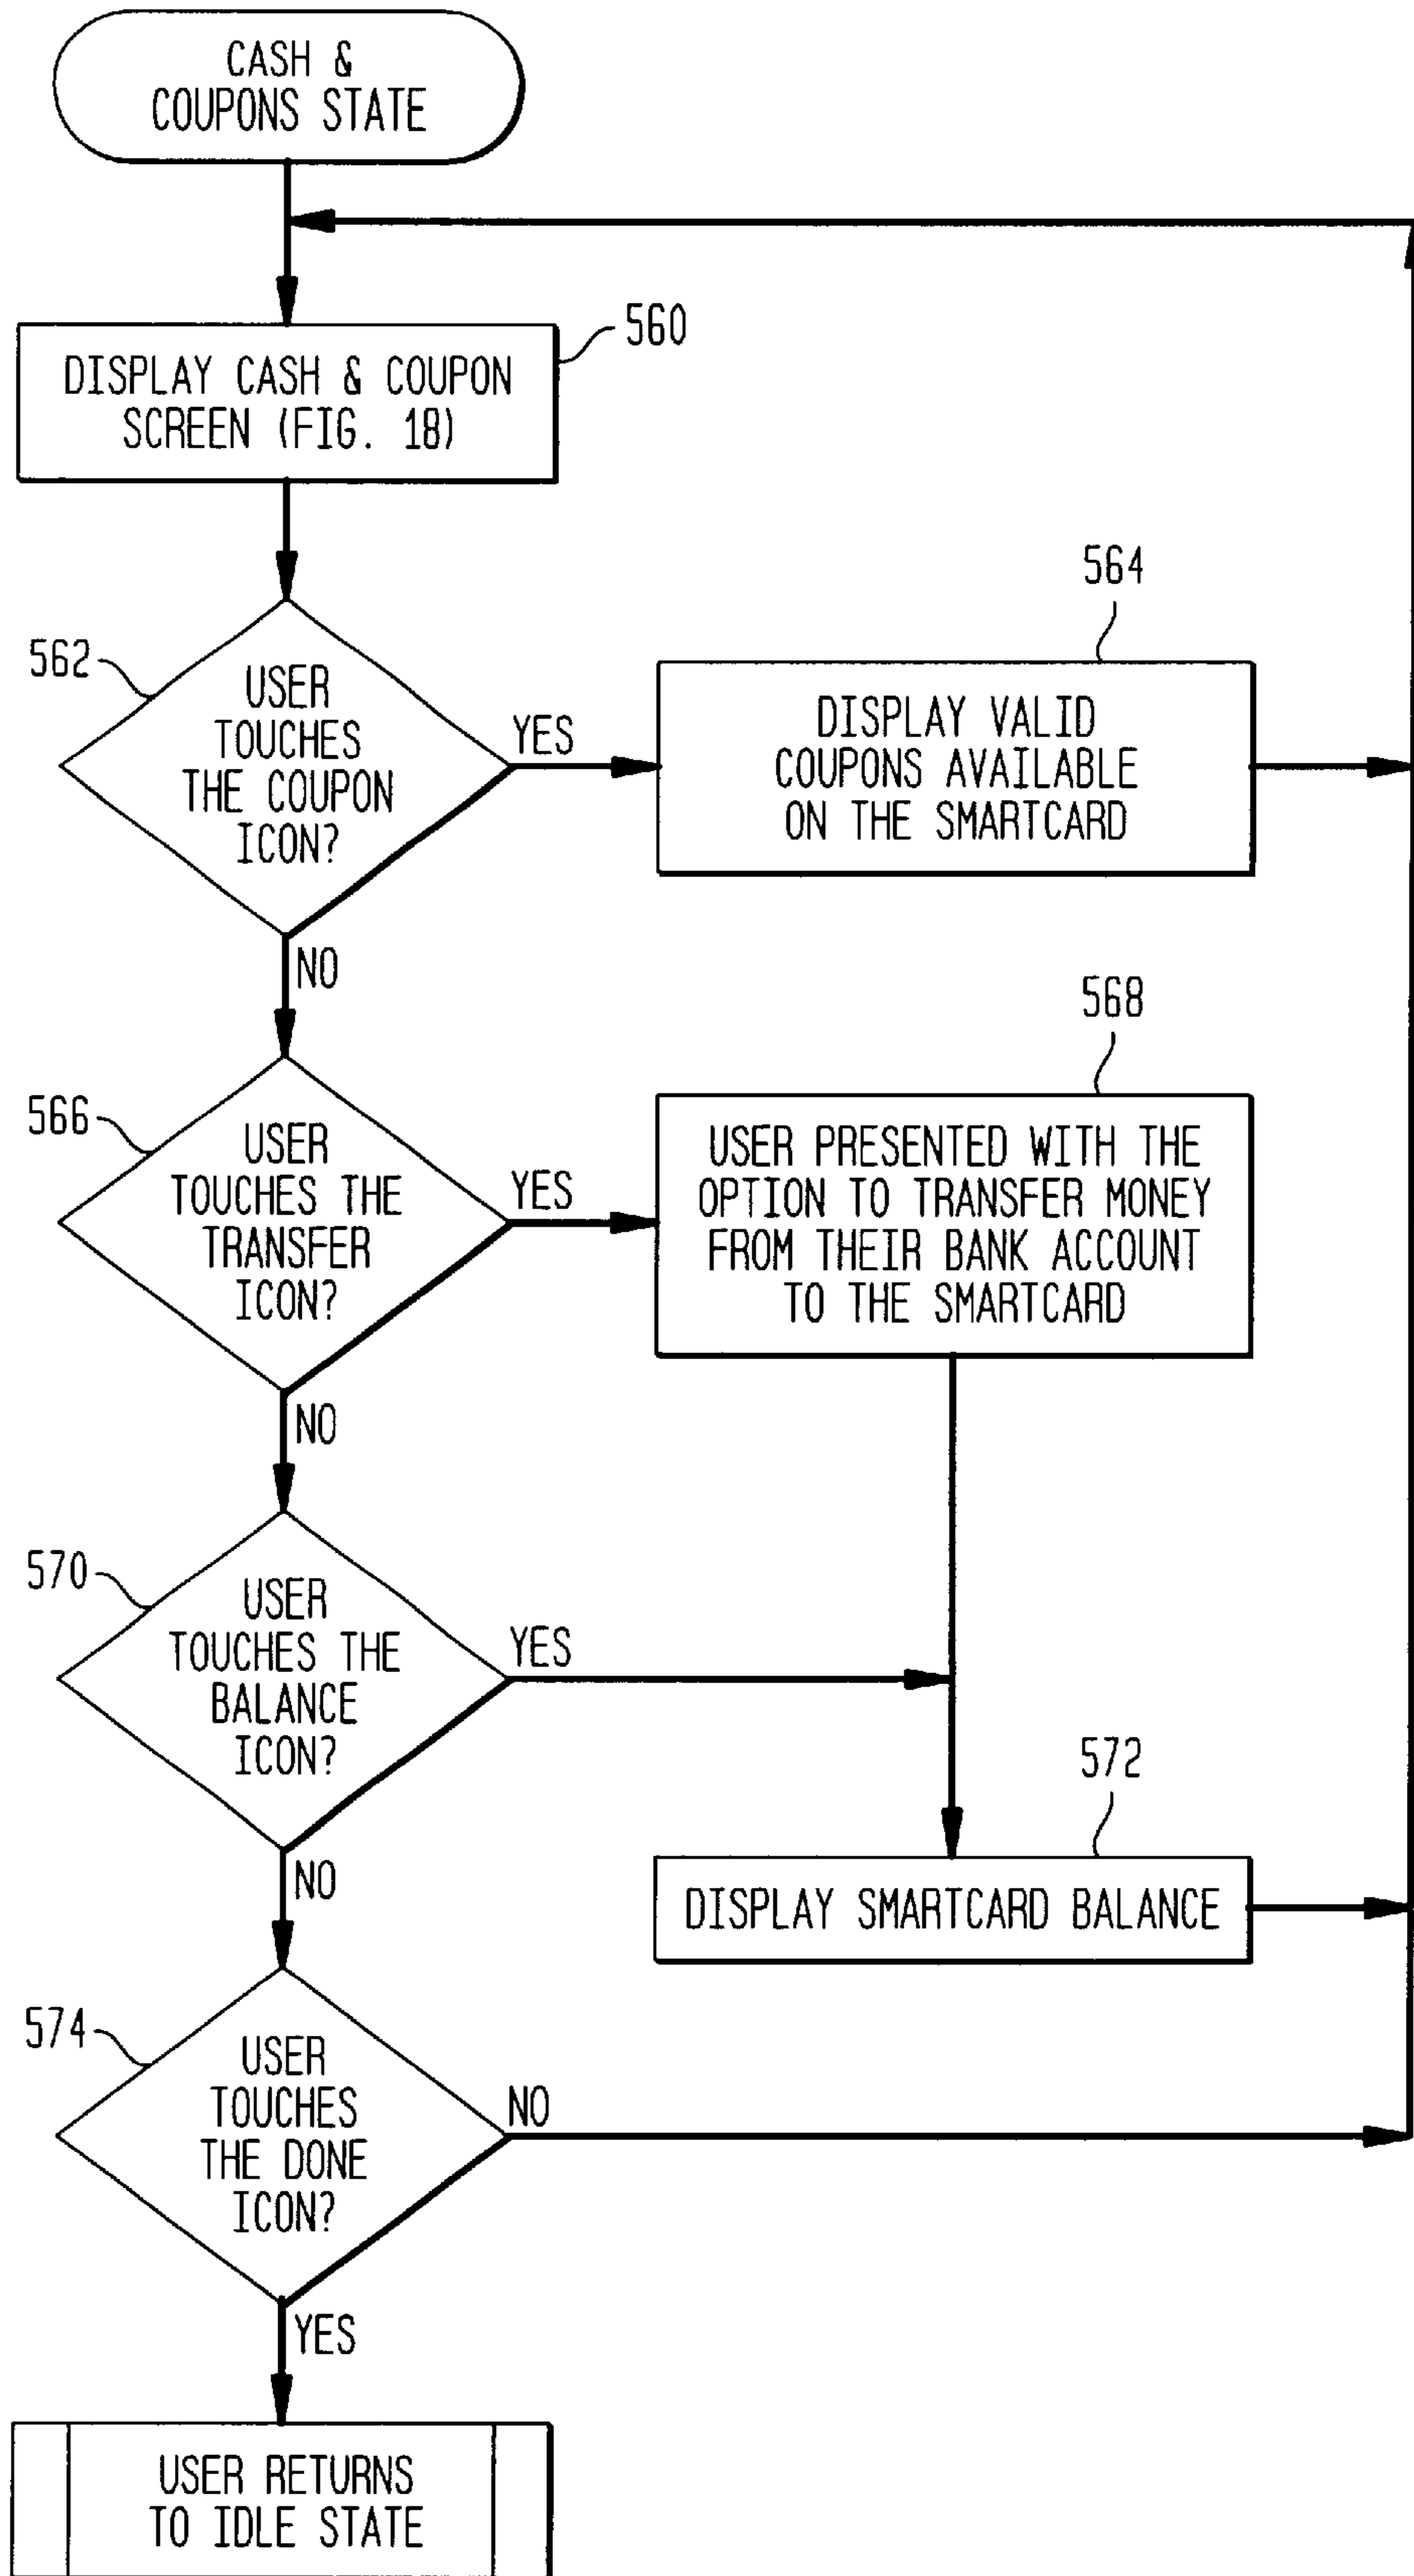 CASH &
COUPONS STATE
560
DISPLAY CASH & COUPON
SCREEN (FIG. 18)
562
USER
TOUCHES
THE COUPON
ICON?
YES
NO
564
DISPLAY VALID
COUPONS AVAILABLE
ON THE SMARTCARD
566
USER
TOUCHES THE
TRANSFER
ICON?
YES
NO
568
USER PRESENTED WITH THE
OPTION TO TRANSFER MONEY
FROM THEIR BANK ACCOUNT
TO THE SMARTCARD
570
USER
TOUCHES THE
BALANCE
ICON?
YES
NO
572
DISPLAY SMARTCARD BALANCE
574
USER
TOUCHES
THE DONE
ICON?
NO
YES
USER RETURNS
TO IDLE STATE